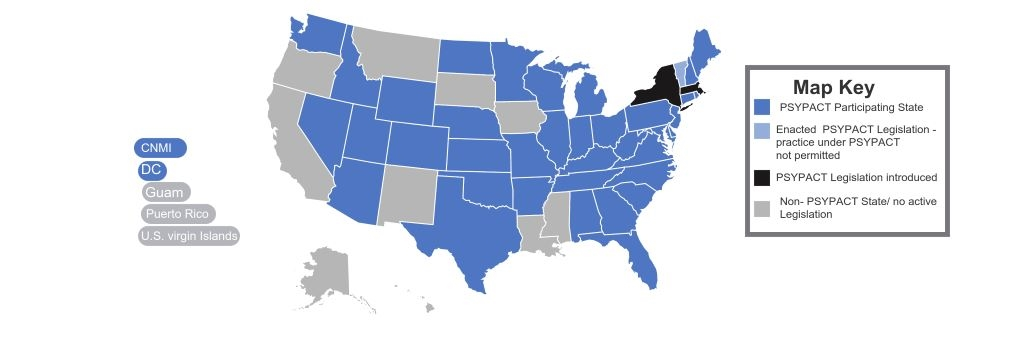 CNMI
DC
Guam
Puerto Rico
U.S. virgin Islands
Map Key
PSYPACT Participating State
Enacted PSYPACT Legislation -
practice under PSYPACT
not permitted
PSYPACT Legislation introduced
Non- PSYPACT State/ no active
Legislation